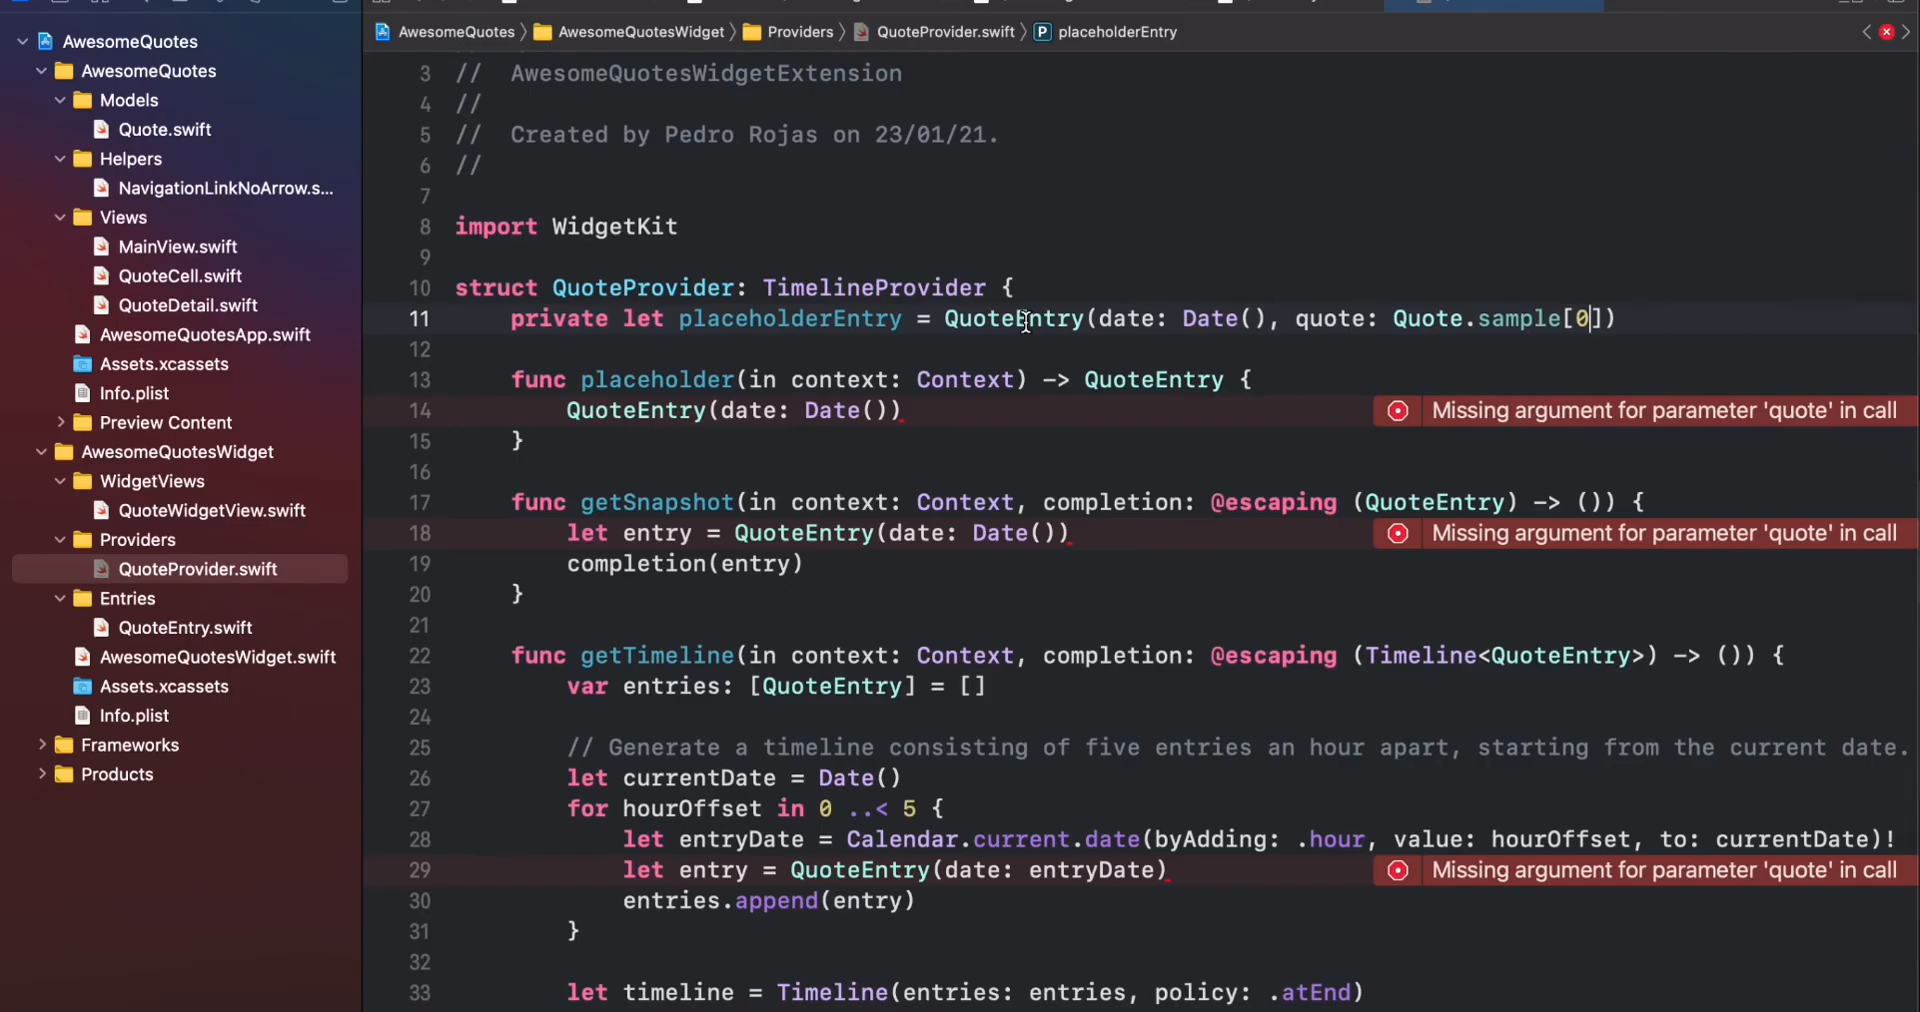 AwesomeQuotes
AwesomeQuotes
Models
Quote.swift
Helpers
NavigationLinkNoArrow.s...
Views
MainView.swift
QuoteCell.swift
QuoteDetail.swift
AwesomeQuotesApp.swift
Assets.xcassets
Info.plist
Preview Content
AwesomeQuotesWidget
WidgetViews
QuoteWidgetView.swift
Providers
QuoteProvider.swift
Entries
QuoteEntry.swift
AwesomeQuotesWidget.swift
Assets.xcassets
Info.plist
Frameworks
Products
AwesomeQuotes 〉 AwesomeQuotesWidget 〉 Providers 〉 QuoteProvider.swift 〉 P placeholderEntry
3 //  AwesomeQuotesWidgetExtension
4 //
5 //  Created by Pedro Rojas on 23/01/21.
6 //
7
8 import WidgetKit
9
10 struct QuoteProvider: TimelineProvider {
11     private let placeholderEntry = QuoteEntry(date: Date(), quote: Quote.sample[0])
12
13     func placeholder(in context: Context) -> QuoteEntry {
14         QuoteEntry(date: Date()) Missing argument for parameter 'quote' in call
15     }
16
17     func getSnapshot(in context: Context, completion: @escaping (QuoteEntry) -> ()) {
18         let entry = QuoteEntry(date: Date()) Missing argument for parameter 'quote' in call
19         completion(entry)
20     }
21
22     func getTimeline(in context: Context, completion: @escaping (Timeline<QuoteEntry>) -> ()) {
23         var entries: [QuoteEntry] = []
24
25         // Generate a timeline consisting of five entries an hour apart, starting from the current date.
26         let currentDate = Date()
27         for hourOffset in 0 ..< 5 {
28             let entryDate = Calendar.current.date(byAdding: .hour, value: hourOffset, to: currentDate)!
29             let entry = QuoteEntry(date: entryDate) Missing argument for parameter 'quote' in call
30             entries.append(entry)
31         }
32
33         let timeline = Timeline(entries: entries, policy: .atEnd)